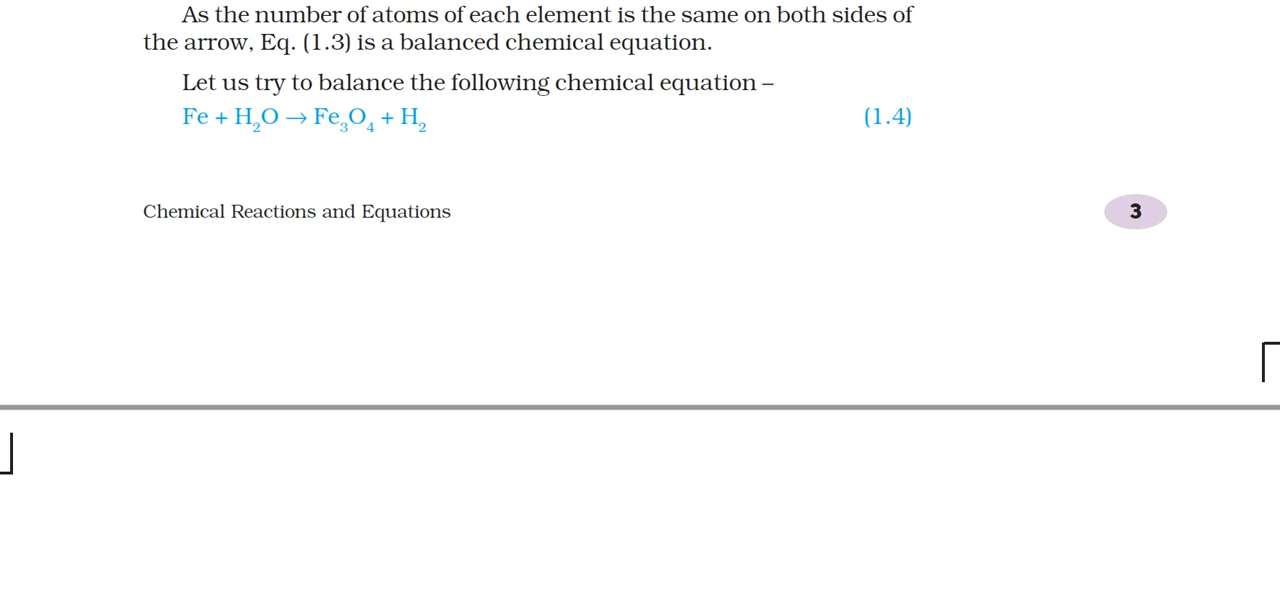 As the number of atoms of each element is the same on both sides of
the arrow, Eq. (1.3) is a balanced chemical equation.
Let us try to balance the following chemical equation –
Fe + H₂O → Fe₃O₄ + H₂ (1.4)
Chemical Reactions and Equations 3